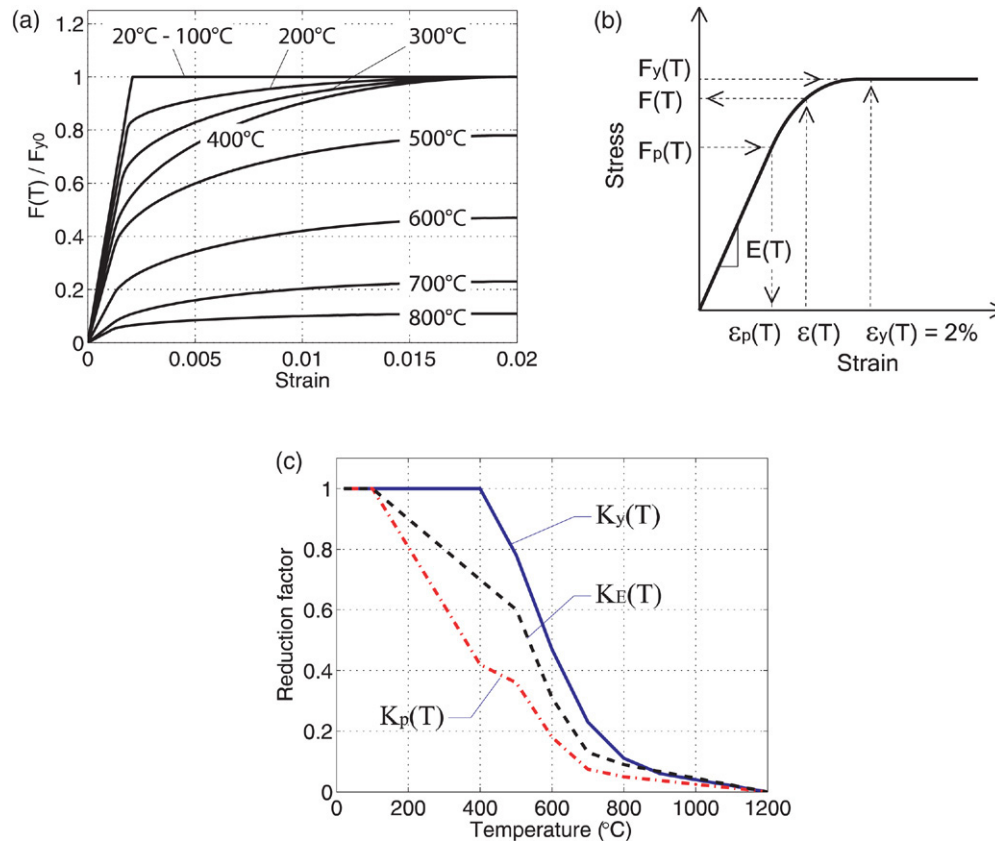 (a)
F(T) / Fy0
1.2
1
0.8
0.6
0.4
0.2
0
20°C - 100°C
200°C
300°C
400°C
500°C
600°C
700°C
800°C
0 0.005 0.01 0.015 0.02
Strain
(b)
Stress
Fy(T)
F(T)
Fp(T)
E(T)
εp(T) ε(T) εy(T) = 2%
Strain
(c)
Reduction factor
1
0.8
0.6
0.4
0.2
0
Ky(T)
KE(T)
Kp(T)
0 200 400 600 800 1000 1200
Temperature (°C)